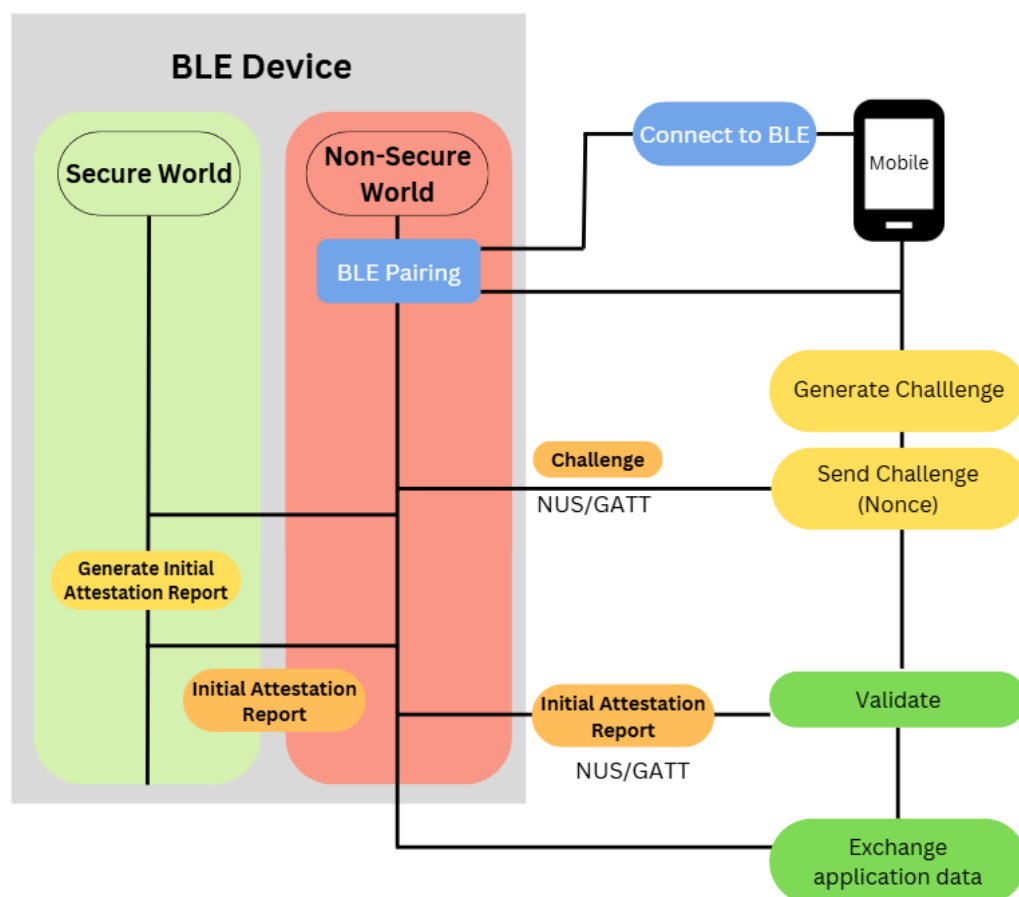 BLE Device
Secure World
Non-Secure
World
Connect to BLE
Mobile
BLE Pairing
Generate Challlenge
Challenge
NUS/GATT
Send Challenge
(Nonce)
Generate Initial
Attestation Report
Initial Attestation
Report
Initial Attestation
Report
NUS/GATT
Validate
Exchange
application data